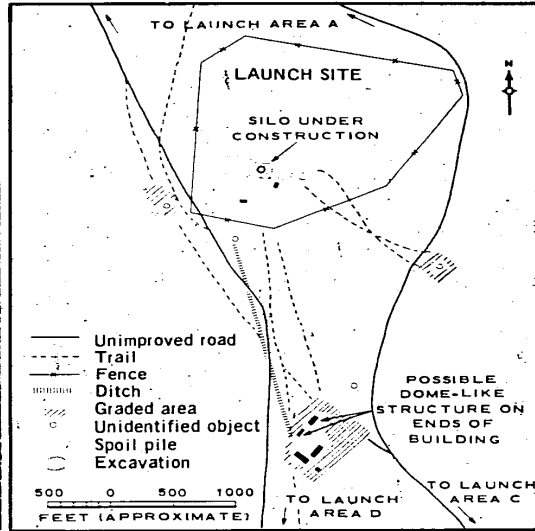 TO LAUNCH AREA A
N
LAUNCH SITE
SILO UNDER
CONSTRUCTION
Unimproved road
Trail
Fence
Ditch
Graded area
Unidentified object
Spoil pile
Excavation
POSSIBLE
DOME-LIKE
STRUCTURE ON
ENDS OF
BUILDING
500 0 500 1000
FEET (APPROXIMATE)
TO LAUNCH
AREA D
TO LAUNCH
AREA C